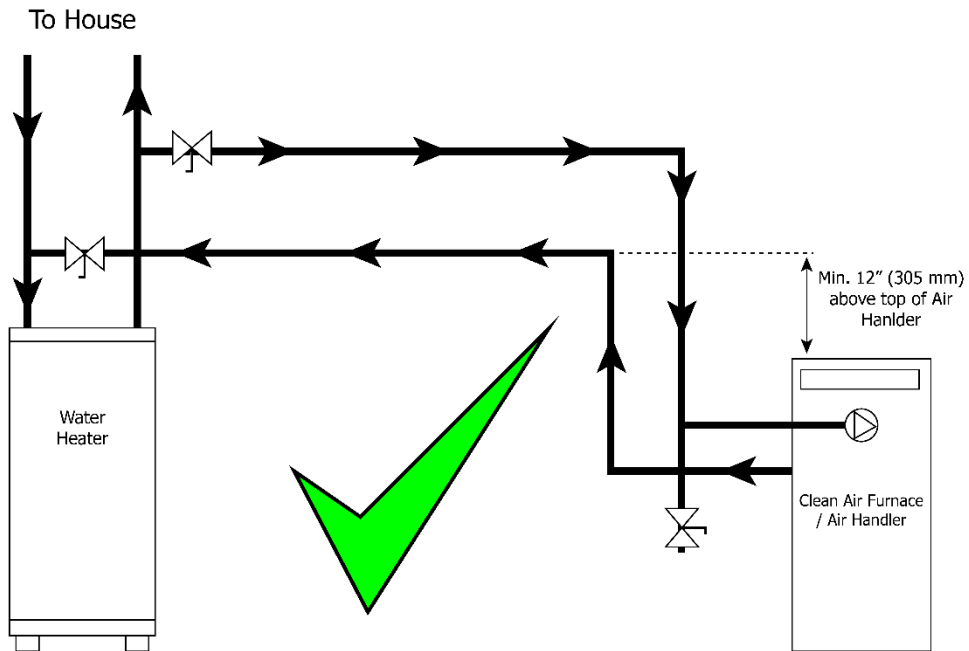 To House
Min. 12" (305 mm)
above top of Air
Hanlder
Water
Heater
Clean Air Furnace
/ Air Handler